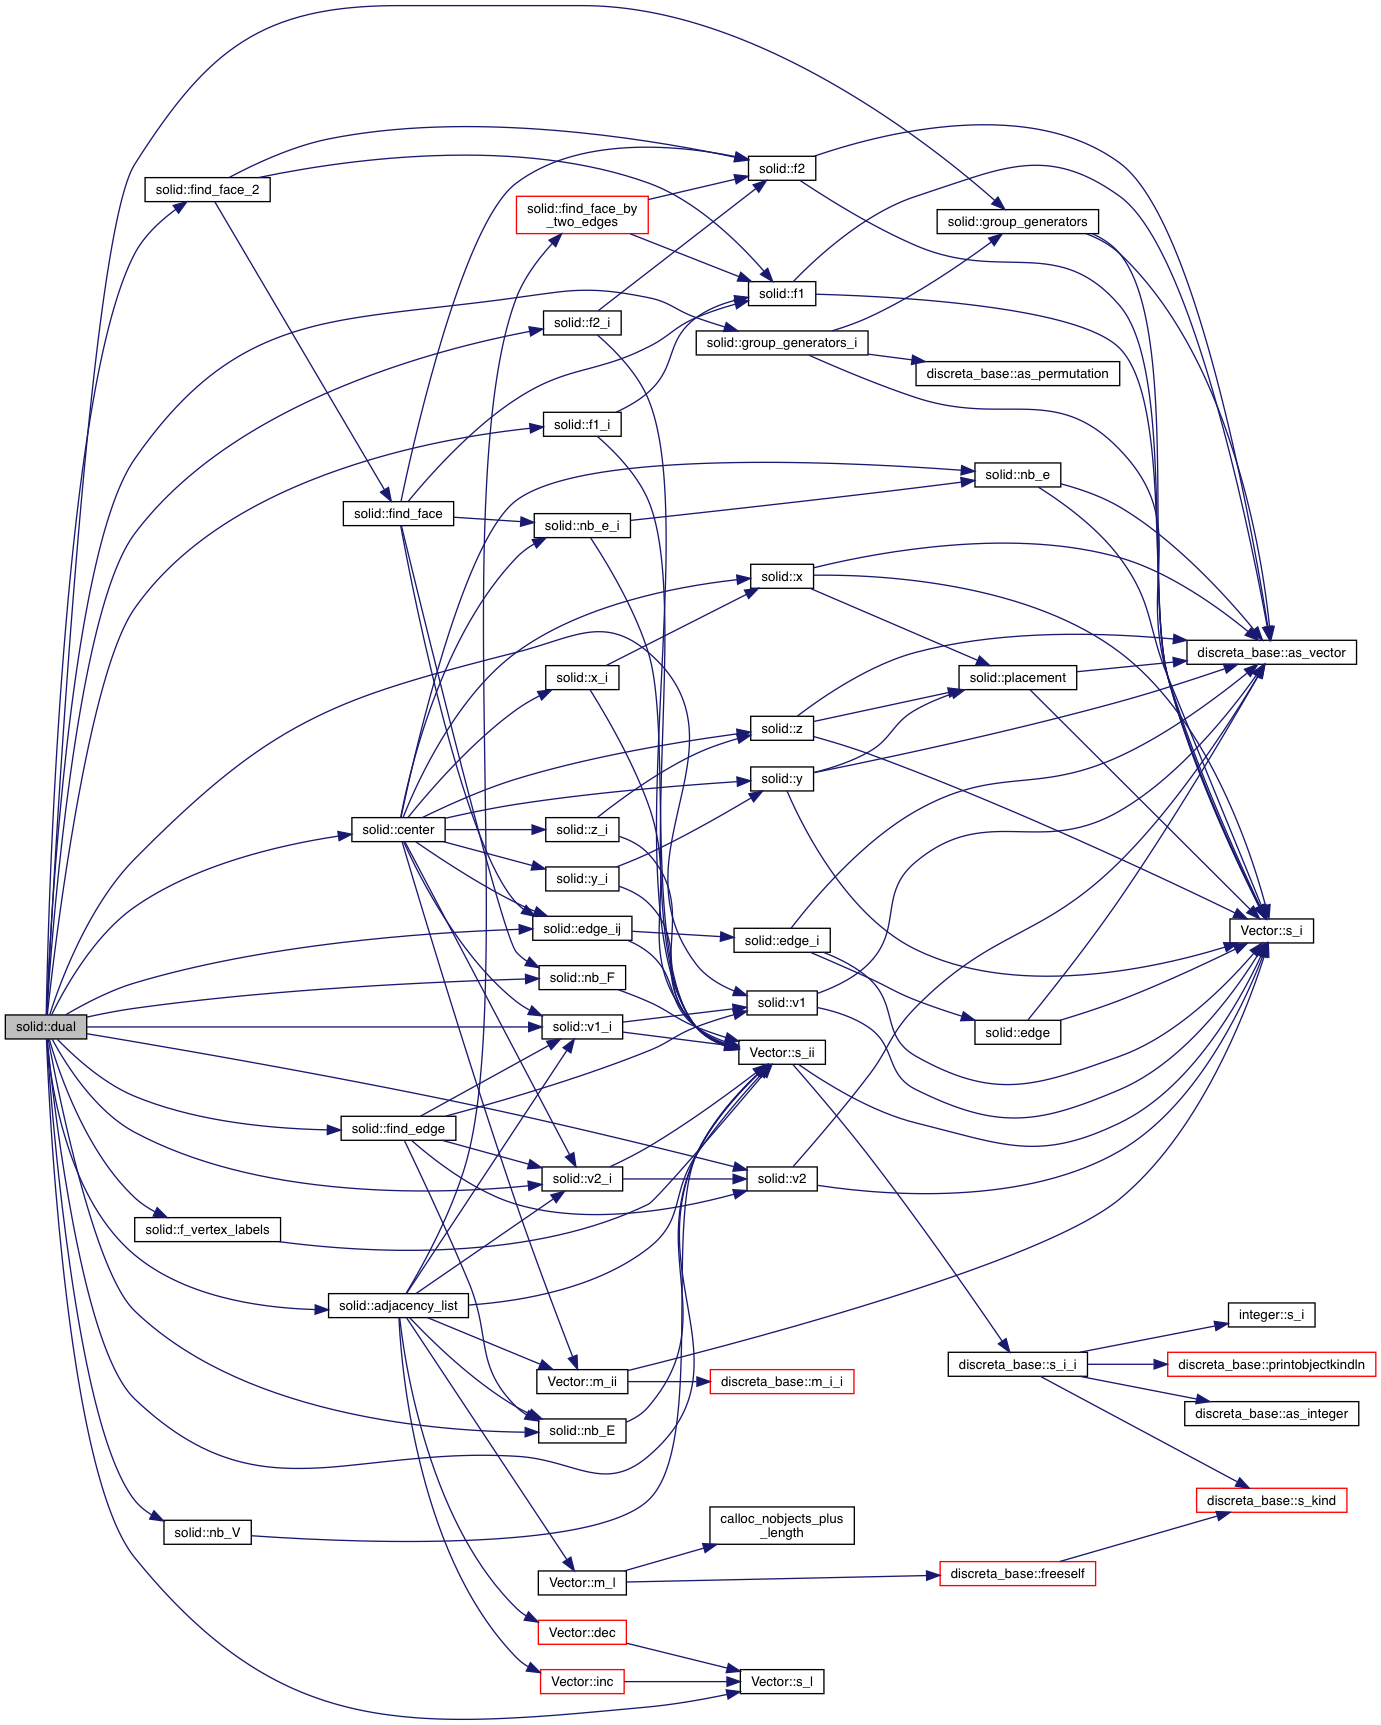 solid::dual
solid::find_face_2
solid::f_vertex_labels
solid::nb_V
solid::find_face
solid::center
solid::find_edge
solid::adjacency_list
solid::find_face_by
_two_edges
solid::f2_i
solid::f1_i
solid::nb_e_i
solid::x_i
solid::z_i
solid::y_i
solid::edge_ij
solid::nb_F
solid::v1_i
solid::v2_i
Vector::m_ii
solid::nb_E
Vector::m_l
Vector::dec
Vector::inc
solid::f2
solid::f1
solid::group_generators_i
solid::x
solid::z
solid::y
solid::edge_i
solid::v1
Vector::s_ii
solid::v2
discreta_base::m_i_i
calloc_nobjects_plus
_length
Vector::s_l
solid::group_generators
discreta_base::as_permutation
solid::nb_e
solid::placement
solid::edge
discreta_base::s_i_i
discreta_base::freeself
discreta_base::as_vector
Vector::s_i
integer::s_i
discreta_base::printobjectkindln
discreta_base::as_integer
discreta_base::s_kind